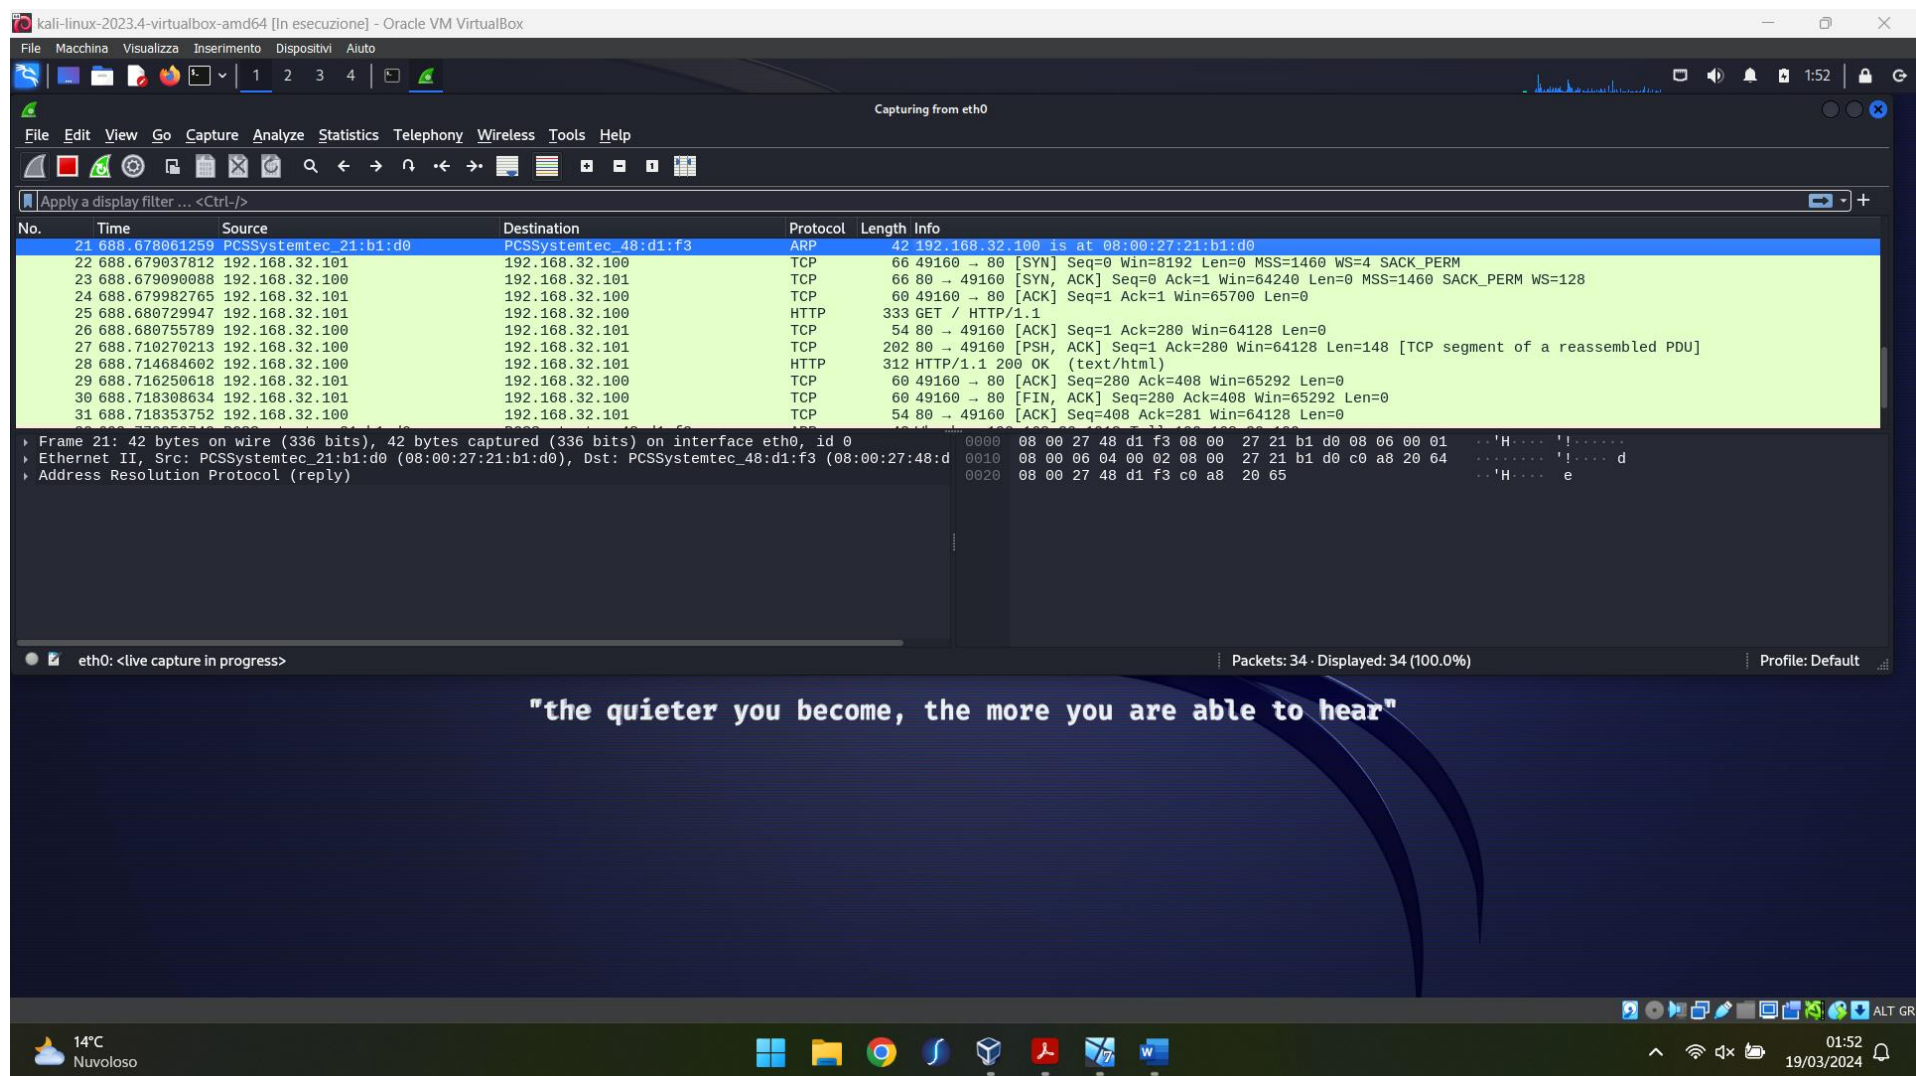 kali-linux-2023.4-virtualbox-amd64 [In esecuzione] - Oracle VM VirtualBox
File Macchina Visualizza Inserimento Dispositivi Aiuto
1 2 3 4 1:52
Capturing from eth0
File Edit View Go Capture Analyze Statistics Telephony Wireless Tools Help
Apply a display filter … <Ctrl-/>
No. Time Source Destination Protocol Length Info
21 688.678061259 PCSSystemtec_21:b1:d0 PCSSystemtec_48:d1:f3 ARP 42 192.168.32.100 is at 08:00:27:21:b1:d0
22 688.679037812 192.168.32.101 192.168.32.100 TCP 66 49160 → 80 [SYN] Seq=0 Win=8192 Len=0 MSS=1460 WS=4 SACK_PERM
23 688.679090088 192.168.32.100 192.168.32.101 TCP 66 80 → 49160 [SYN, ACK] Seq=0 Ack=1 Win=64240 Len=0 MSS=1460 SACK_PERM WS=128
24 688.679982765 192.168.32.101 192.168.32.100 TCP 60 49160 → 80 [ACK] Seq=1 Ack=1 Win=65700 Len=0
25 688.680729947 192.168.32.101 192.168.32.100 HTTP 333 GET / HTTP/1.1
26 688.680755789 192.168.32.100 192.168.32.101 TCP 54 80 → 49160 [ACK] Seq=1 Ack=280 Win=64128 Len=0
27 688.710270213 192.168.32.100 192.168.32.101 TCP 202 80 → 49160 [PSH, ACK] Seq=1 Ack=280 Win=64128 Len=148 [TCP segment of a reassembled PDU]
28 688.714684602 192.168.32.100 192.168.32.101 HTTP 312 HTTP/1.1 200 OK (text/html)
29 688.716250618 192.168.32.101 192.168.32.100 TCP 60 49160 → 80 [ACK] Seq=280 Ack=408 Win=65292 Len=0
30 688.718308634 192.168.32.101 192.168.32.100 TCP 60 49160 → 80 [FIN, ACK] Seq=280 Ack=408 Win=65292 Len=0
31 688.718353752 192.168.32.100 192.168.32.101 TCP 54 80 → 49160 [ACK] Seq=408 Ack=281 Win=64128 Len=0
Frame 21: 42 bytes on wire (336 bits), 42 bytes captured (336 bits) on interface eth0, id 0
Ethernet II, Src: PCSSystemtec_21:b1:d0 (08:00:27:21:b1:d0), Dst: PCSSystemtec_48:d1:f3 (08:00:27:48:d
Address Resolution Protocol (reply)
0000 08 00 27 48 d1 f3 08 00 27 21 b1 d0 08 06 00 01 ··'H···· '!······
0010 08 00 06 04 00 02 08 00 27 21 b1 d0 c0 a8 20 64 ········ '!···· d
0020 08 00 27 48 d1 f3 c0 a8 20 65 ··'H···· e
eth0: <live capture in progress> Packets: 34 · Displayed: 34 (100.0%) Profile: Default
"the quieter you become, the more you are able to hear"
ALT GR
14°C
Nuvoloso
01:52
19/03/2024